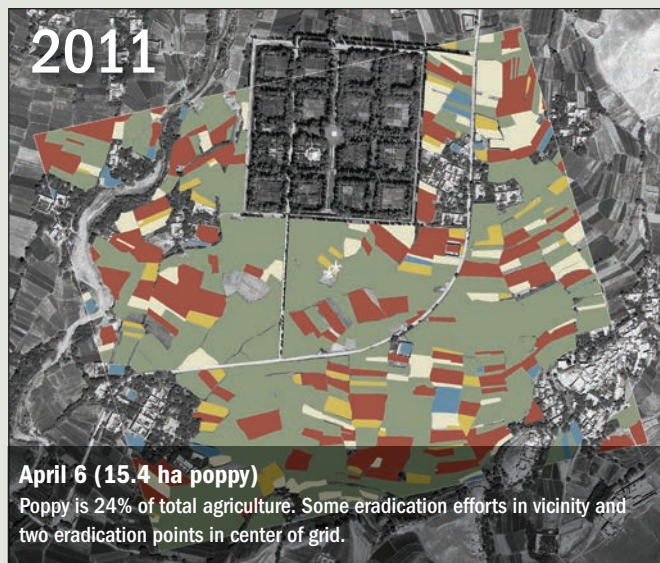 2011
April 6 (15.4 ha poppy)
Poppy is 24% of total agriculture. Some eradication efforts in vicinity and
two eradication points in center of grid.